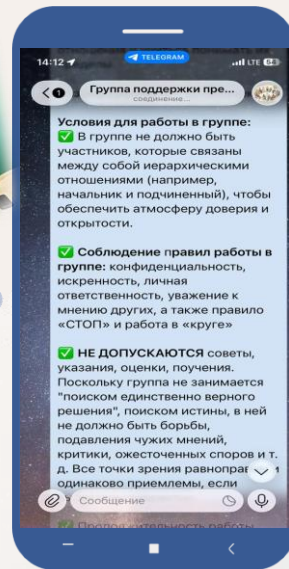 14:12
TELEGRAM
LTE
1
Группа поддержки пре...
соединение...
Условия для работы в группе:
✅ В группе не должно быть
участников, которые связаны
между собой иерархическими
отношениями (например,
начальник и подчиненный), чтобы
обеспечить атмосферу доверия и
открытости.
✅ Соблюдение правил работы в
группе: конфиденциальность,
искренность, личная
ответственность, уважение к
мнению других, а также правило
«СТОП» и работа в «круге»
✅ НЕ ДОПУСКАЮТСЯ советы,
указания, оценки, поучения.
Поскольку группа не занимается
"поиском единственно верного
решения", поиском истины, в ней
не должно быть борьбы,
подавления чужих мнений,
критики, ожесточенных споров и т.
д. Все точки зрения
одинаково приемлемы, если
Сообщение